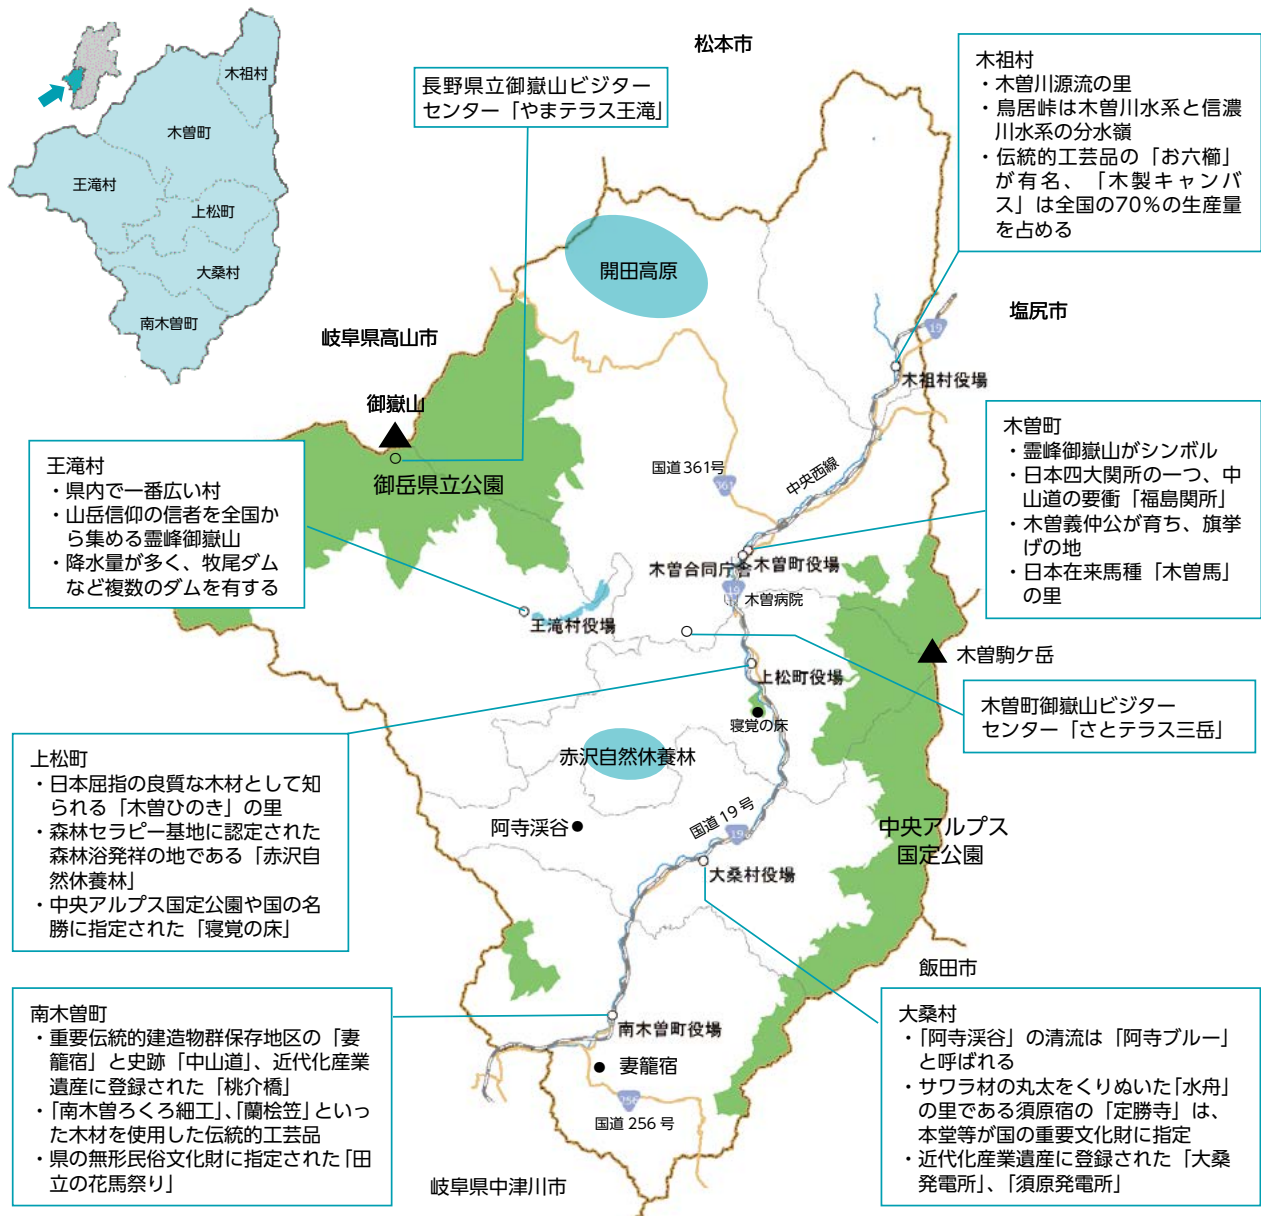 木祖村
木曽町
王滝村
上松町
大桑村
南木曽町
松本市
長野県立御嶽山ビジター
センター「やまテラス王滝」
木祖村
・木曽川源流の里
・鳥居峠は木曽川水系と信濃
川水系の分水嶺
・伝統的工芸品の「お六櫛」
が有名、「木製キャンバ
ス」は全国の70％の生産量
を占める
開田高原
塩尻市
岐阜県高山市
19
木祖村役場
御嶽山
御岳県立公園
国道361号
361
中央西線
木曽町
・霊峰御嶽山がシンボル
・日本四大関所の一つ、中
山道の要衝「福島関所」
・木曽義仲公が育ち、旗挙
げの地
・日本在来馬種「木曽馬」
の里
王滝村
・県内で一番広い村
・山岳信仰の信者を全国か
ら集める霊峰御嶽山
・降水量が多く、牧尾ダム
など複数のダムを有する
木曽合同庁舎
木曽町役場
19
木曽病院
王滝村役場
木曽駒ケ岳
上松町役場
寝覚の床
木曽町御嶽山ビジター
センター「さとテラス三岳」
上松町
・日本屈指の良質な木材として知
られる「木曽ひのき」の里
・森林セラピー基地に認定された
森林浴発祥の地である「赤沢自
然休養林」
・中央アルプス国定公園や国の名
勝に指定された「寝覚の床」
赤沢自然休養林
阿寺渓谷
国道19号
19
中央アルプス
国定公園
大桑村役場
飯田市
南木曽町
・重要伝統的建造物群保存地区の「妻
籠宿」と史跡「中山道」、近代化産業
遺産に登録された「桃介橋」
・「南木曽ろくろ細工」、「蘭桧笠」といっ
た木材を使用した伝統的工芸品
・県の無形民俗文化財に指定された「田
立の花馬祭り」
南木曽町役場
妻籠宿
256
国道256号
岐阜県中津川市
大桑村
・「阿寺渓谷」の清流は「阿寺ブルー」
と呼ばれる
・サワラ材の丸太をくりぬいた「水舟」
の里である須原宿の「定勝寺」は、
本堂等が国の重要文化財に指定
・近代化産業遺産に登録された「大桑
発電所」、「須原発電所」